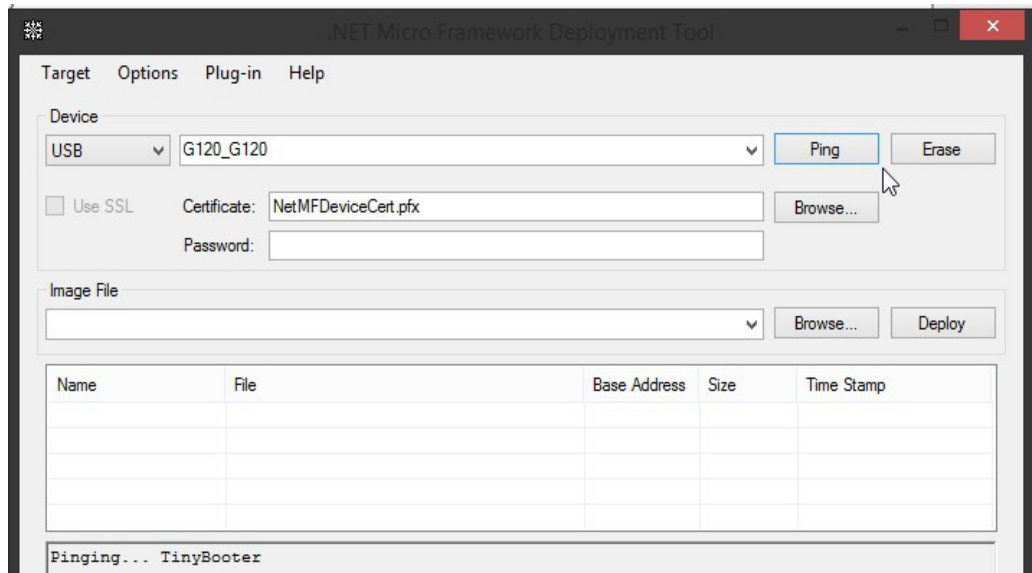 .NET Micro Framework Deployment Tool
Target Options Plug-in Help
Device
USB G120_G120 Ping Erase
Use SSL Certificate: NetMFDeviceCert.pfx Browse...
Password:
Image File
Browse... Deploy
Name File Base Address Size Time Stamp
Pinging... TinyBooter